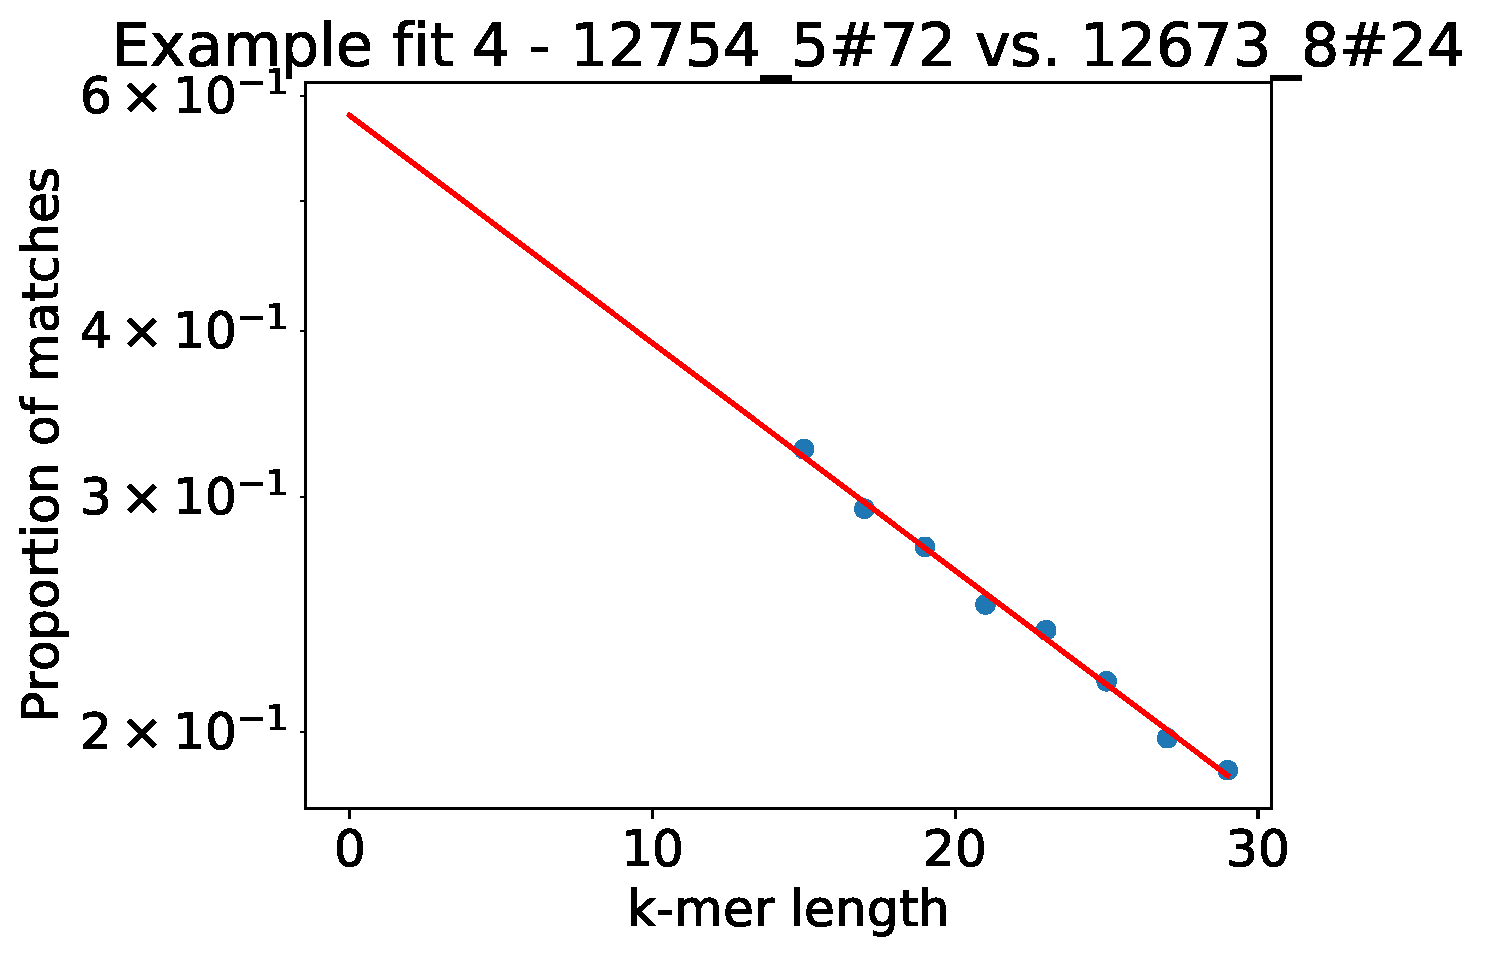 Example fit 4 - 12754_5#72 vs. 12673_8#24
6 × 10⁻¹
4 × 10⁻¹
3 × 10⁻¹
2 × 10⁻¹
Proportion of matches
0 10 20 30
k-mer length